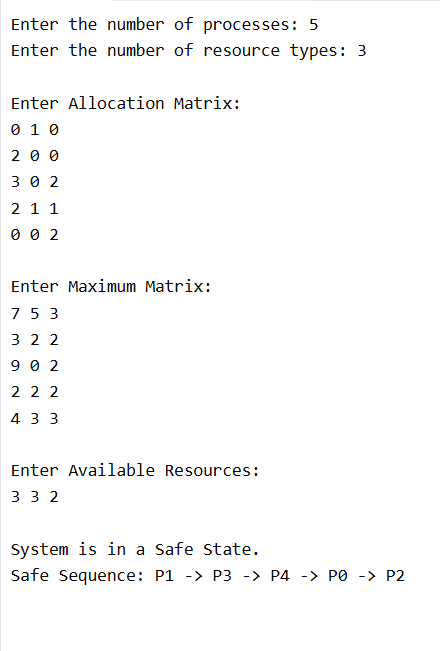 Enter the number of processes: 5
Enter the number of resource types: 3
Enter Allocation Matrix:
0 1 0
2 0 0
3 0 2
2 1 1
0 0 2
Enter Maximum Matrix:
7 5 3
3 2 2
9 0 2
2 2 2
4 3 3
Enter Available Resources:
3 3 2
System is in a Safe State.
Safe Sequence: P1 -> P3 -> P4 -> P0 -> P2